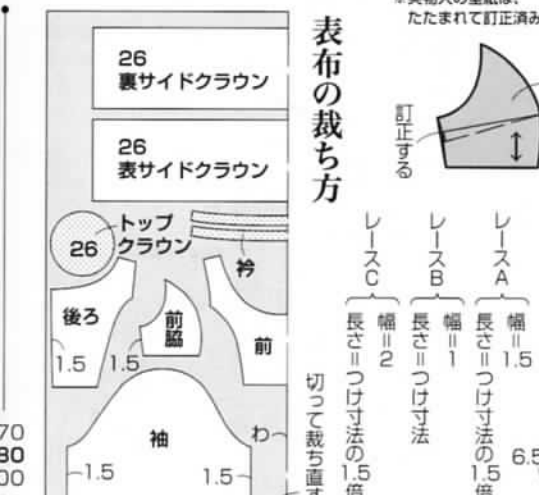 たたまれて訂正済み
訂正する
表布の裁ち方
レースA
幅=1.5
長さ=つけ寸法の1.5倍
レースB
幅=1
長さ=つけ寸法
レースC
幅=2
長さ=つけ寸法の1.5倍
6.5
切って裁ち直す
26
裏サイドクラウン
26
表サイドクラウン
トップ
クラウン
26
衿
後ろ
前脇
前
1.5
1.5
袖
わ
1.5
1.5
70
80
00